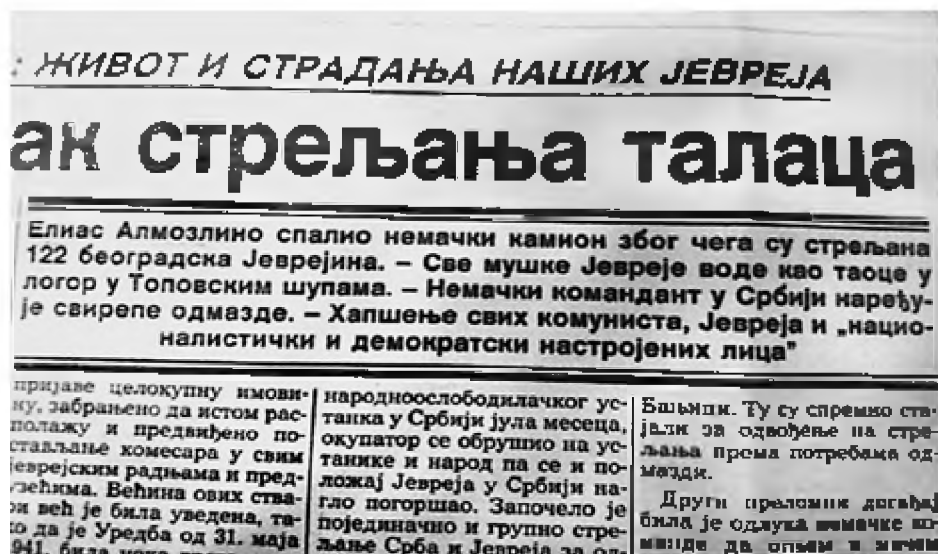 : ЖИВОТ И СТРАДАЊА НАШИХ ЈЕВРЕЈА
ак стрељања талаца
Елиас Алмозлино спалио немачки камион због чега су стрељана
122 београдска Јеврејина. – Све мушке Јевреје воде као таоце у
логор у Топовским шупама. – Немачки командант у Србији наређу-
је свирепе одмазде. – Хапшење свих комуниста, Јевреја и „нацио-
налистички и демократски настројених лица"
пријаве целокупну имови-
ну, забрањено да истом рас-
полажу и предвиђено по-
стављање комесара у свим
јеврејским радњама и пред-
узећима. Већина ових ства-
ри већ је била уведена, та-
ко да је Уредба од 31. маја
1941. била
народноослободилачког ус-
танка у Србији јула месеца,
окупатор се обрушио на ус-
танике и народ па се и по-
ложај Јевреја у Србији на-
гло погоршао. Започело је
појединачно и групно стре-
љање Срба и Јевреја за од-
Бањици. Ту су спремно ста-
јали за одвођење на стре-
љања према потребама од-
мазди.
Други преломни догађај
била је одлука немачке ко-
манде да огњем и мачем